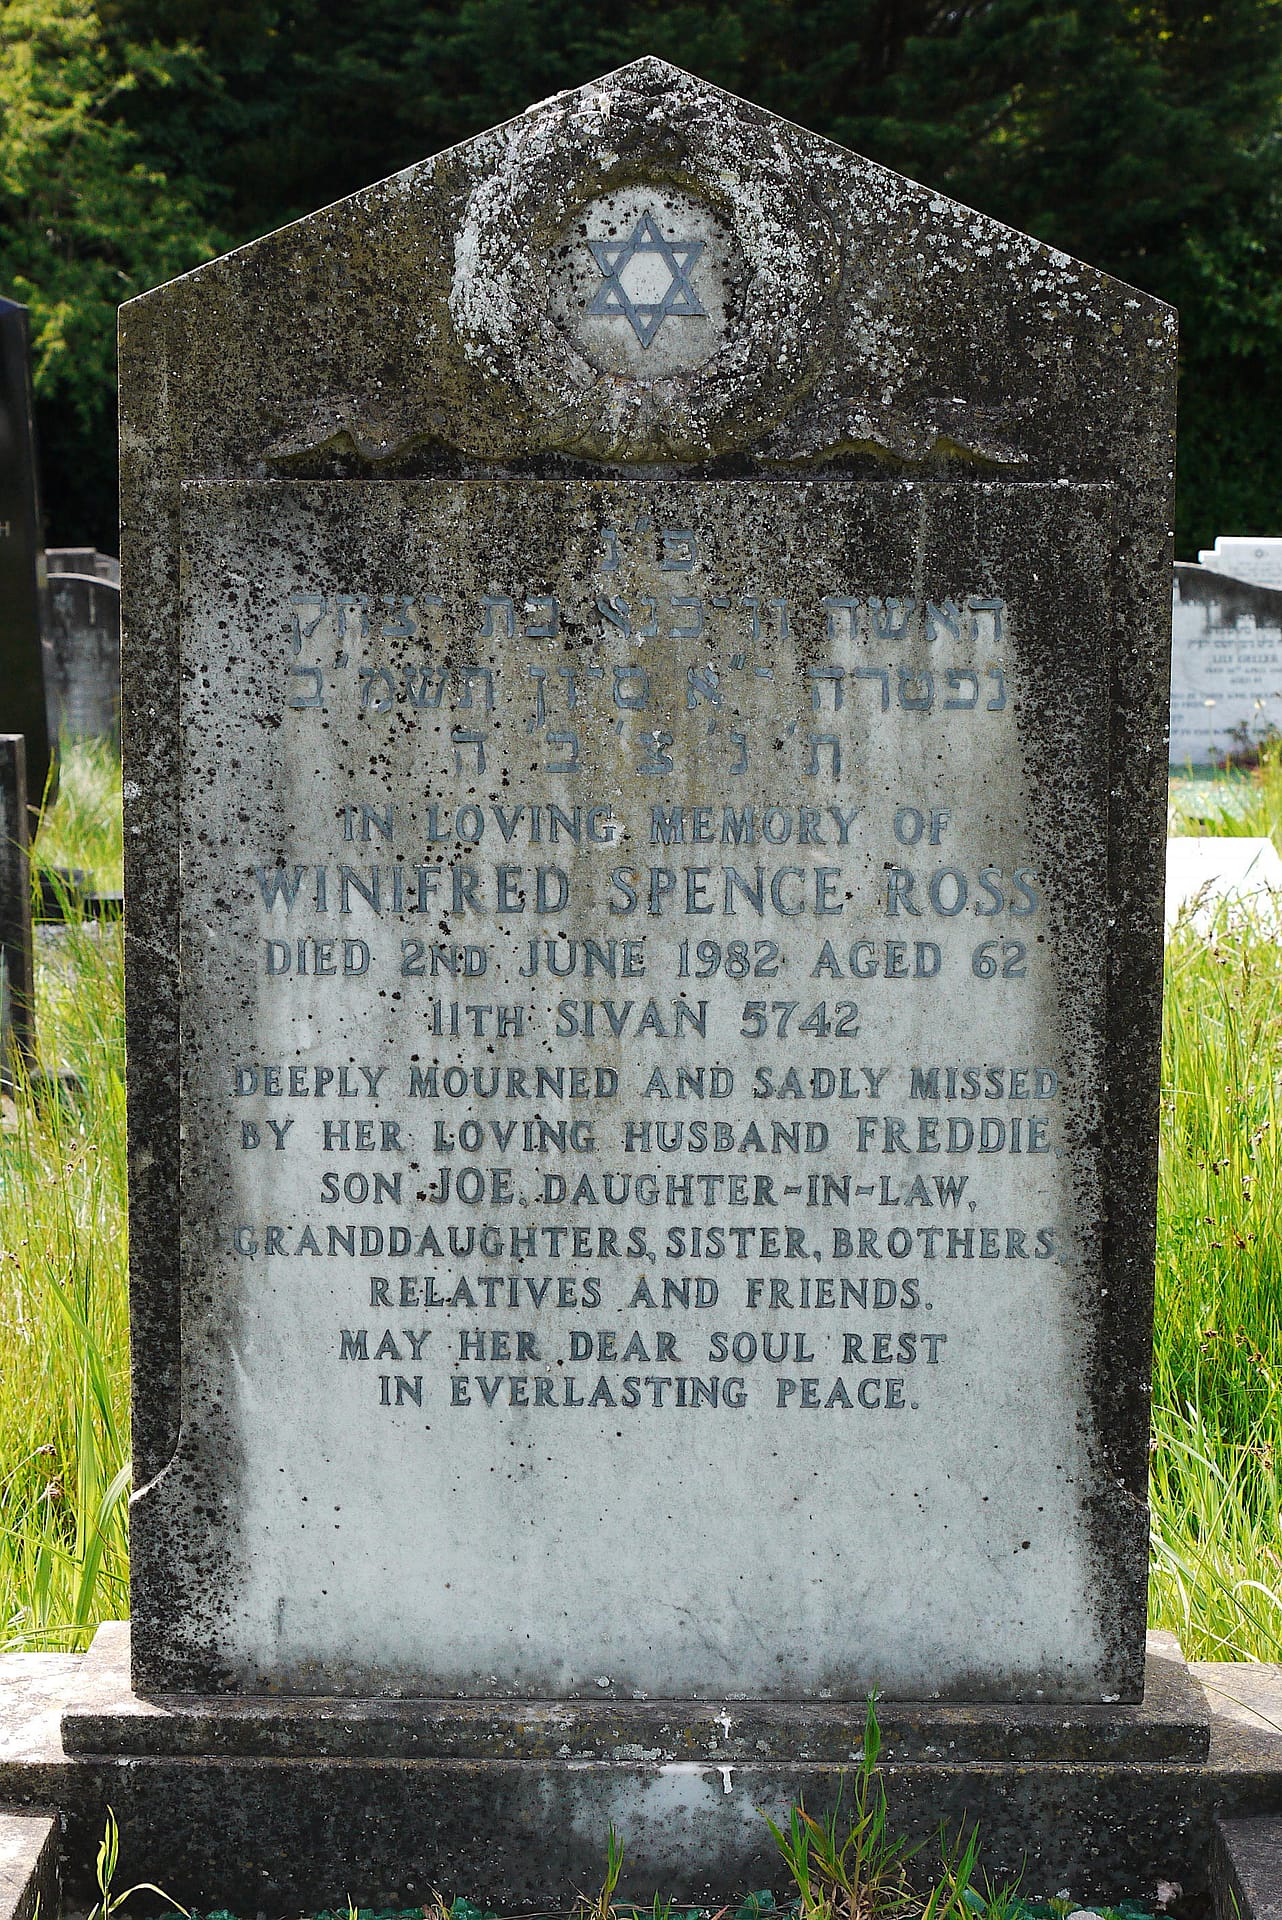 פ'נ
האשה ווינכא בת יצחק
נפטרה י"א סיון תשמ'ב
ת' נ' צ' ב' ה
IN LOVING MEMORY OF
WINIFRED SPENCE ROSS
DIED 2ND JUNE 1982 AGED 62
11TH SIVAN 5742
DEEPLY MOURNED AND SADLY MISSED
BY HER LOVING HUSBAND FREDDIE,
SON JOE, DAUGHTER-IN-LAW,
GRANDDAUGHTERS, SISTER, BROTHERS,
RELATIVES AND FRIENDS.
MAY HER DEAR SOUL REST
IN EVERLASTING PEACE.
H